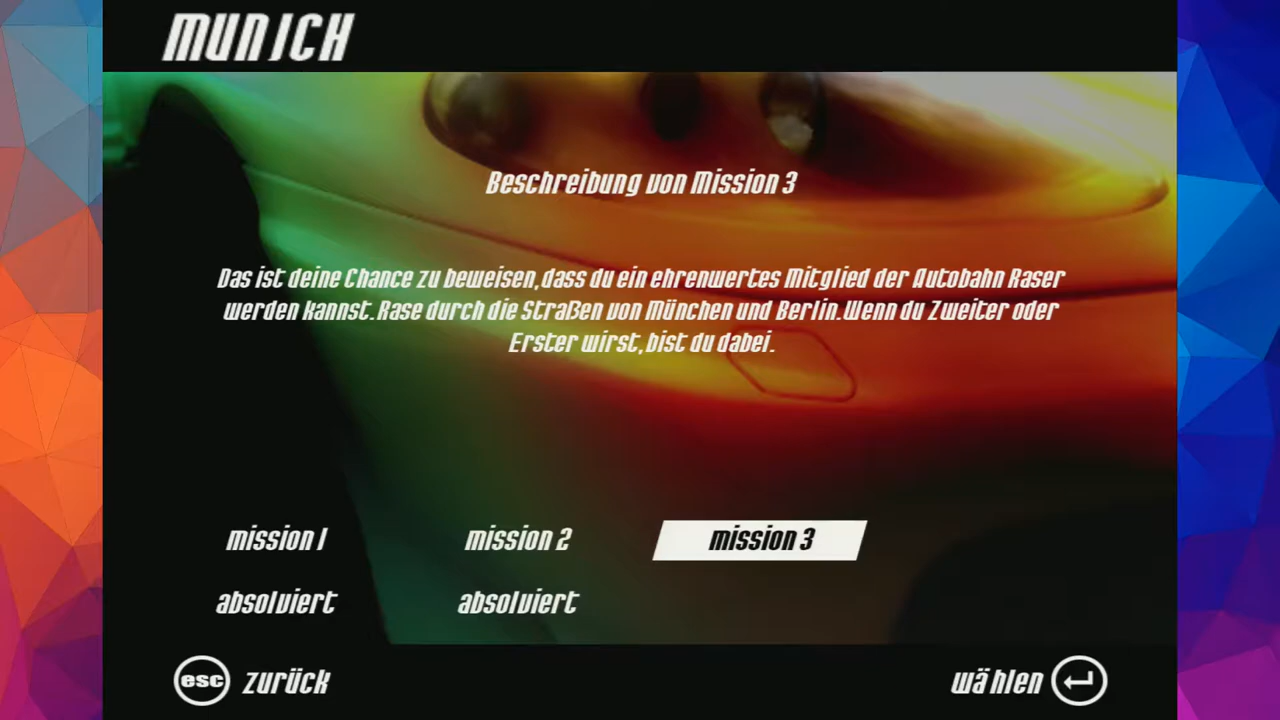 MUNICH
Beschreibung von Mission 3
Das ist deine Chance zu beweisen, dass du ein ehrenwertes Mitglied der Autobahn Raser
werden kannst. Rase durch die Straßen von München und Berlin. Wenn du Zweiter oder
Erster wirst, bist du dabei.
mission 1 mission 2 mission 3
absolviert absolviert
esc zurück wählen